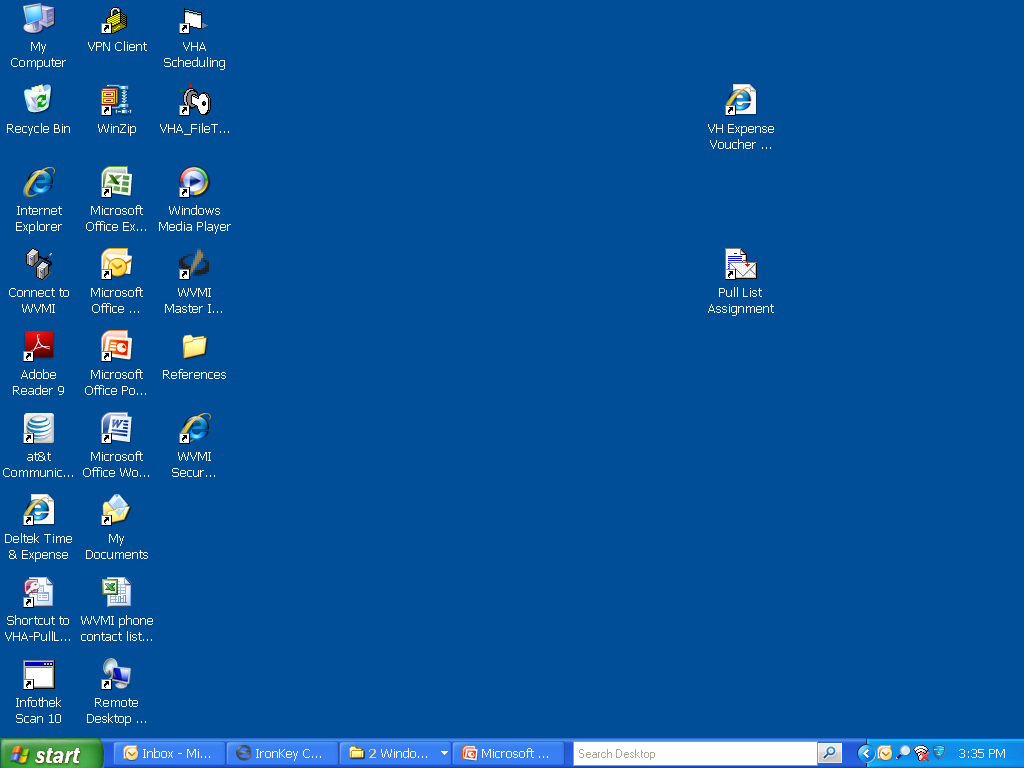 My
Computer
VPN Client
VHA
Scheduling
Recycle Bin
WinZip
VHA_FileT...
VH Expense
Voucher ...
Internet
Explorer
Microsoft
Office Ex...
Windows
Media Player
Connect to
WVMI
Microsoft
Office ...
WVMI
Master I...
Pull List
Assignment
Adobe
Reader 9
Microsoft
Office Po...
References
at&t
Communic...
Microsoft
Office Wo...
WVMI
Secur...
Deltek Time
& Expense
My
Documents
Shortcut to
VHA-PullL...
WVMI phone
contact list...
Infothek
Scan 10
Remote
Desktop ...
start
Inbox - Mi...
IronKey C...
2 Windo...
Microsoft ...
Search Desktop
3:35 PM